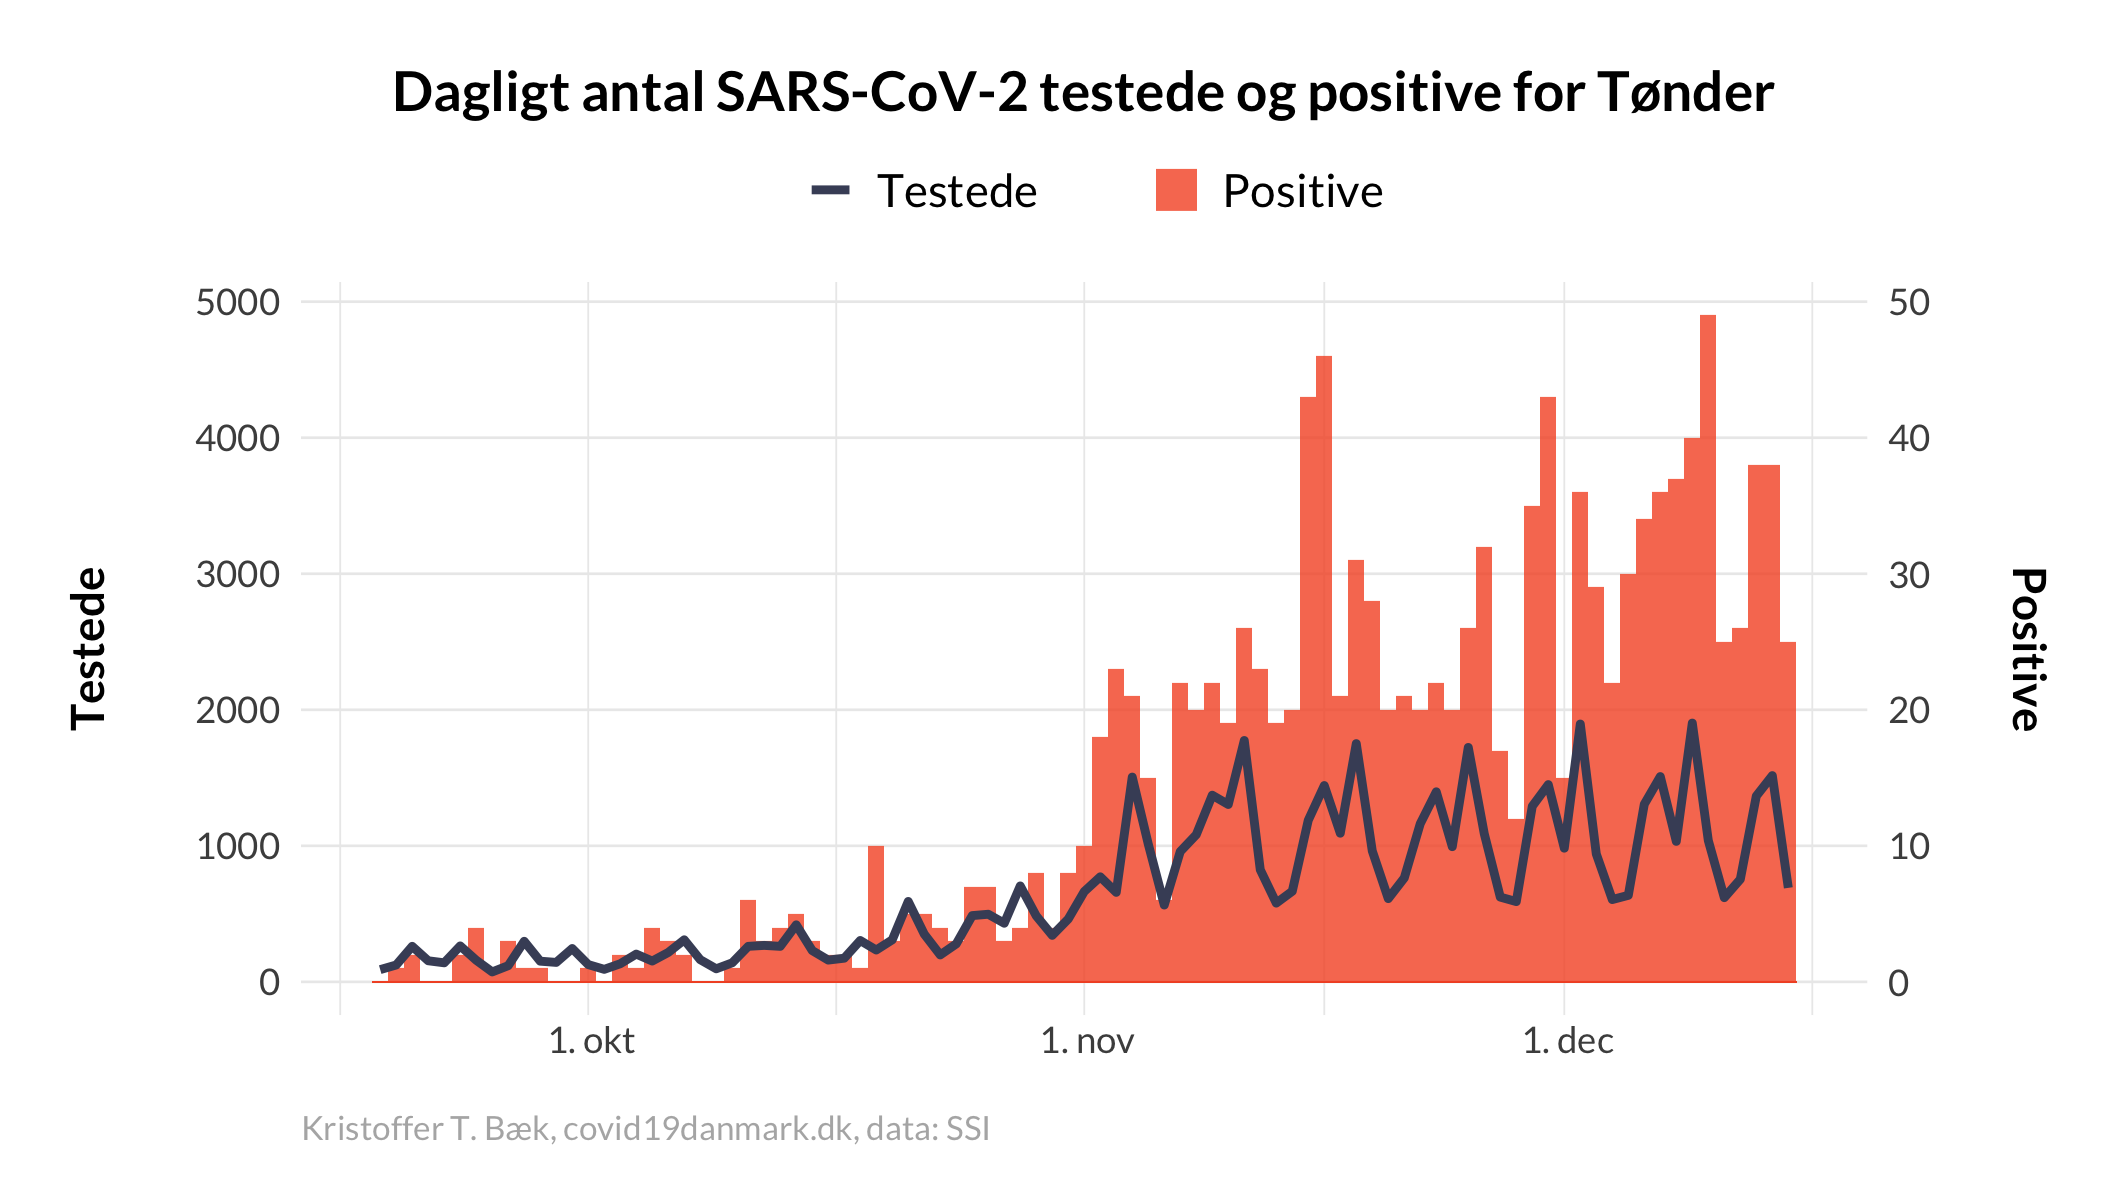 Dagligt antal SARS-CoV-2 testede og positive for Tønder
Testede
Positive
5000
4000
3000
2000
1000
0
Testede
50
40
30
20
10
0
Positive
1. okt
1. nov
1. dec
Kristoffer T. Bæk, covid19danmark.dk, data: SSI